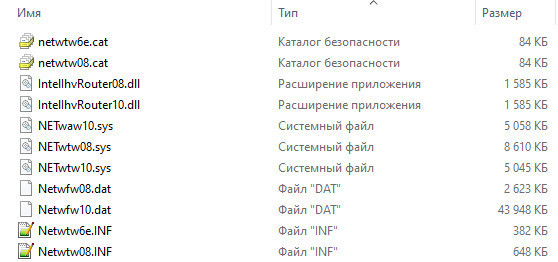 Имя Тип Размер
netwtw6e.cat Каталог безопасности 84 КБ
netwtw08.cat Каталог безопасности 84 КБ
IntelIhvRouter08.dll Расширение приложения 1 585 КБ
IntelIhvRouter10.dll Расширение приложения 1 585 КБ
NETwaw10.sys Системный файл 5 058 КБ
NETwtw08.sys Системный файл 8 610 КБ
NETwtw10.sys Системный файл 5 045 КБ
Netwfw08.dat Файл "DAT" 2 623 КБ
Netwfw10.dat Файл "DAT" 43 948 КБ
Netwtw6e.INF Файл "INF" 382 КБ
Netwtw08.INF Файл "INF" 648 КБ